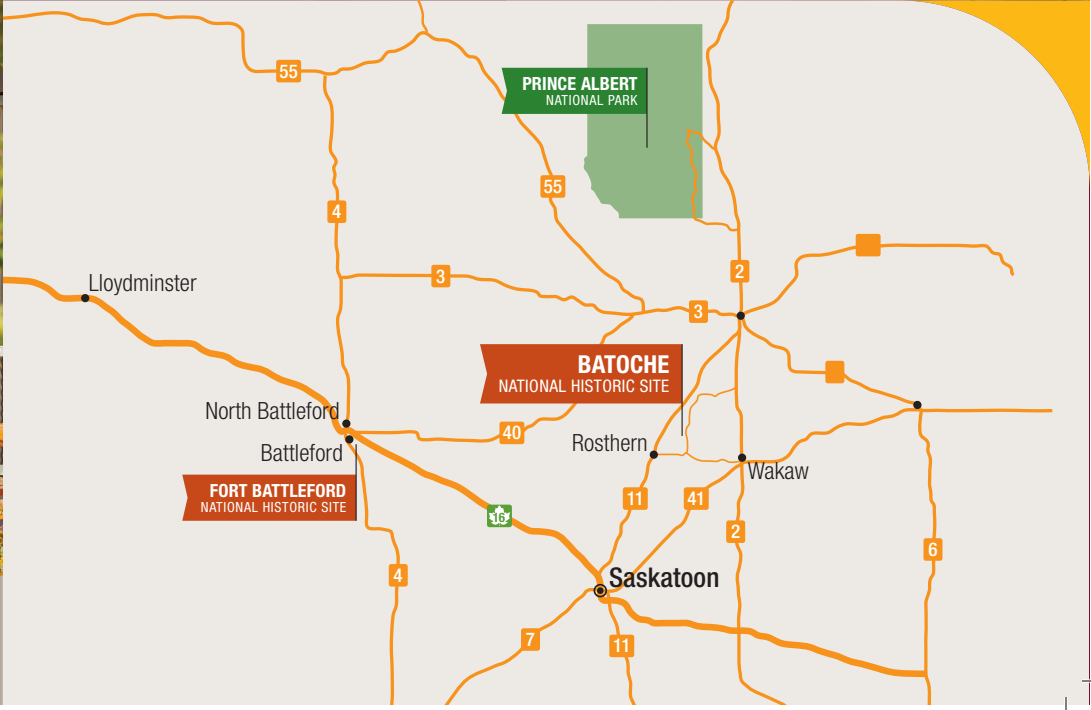 PRINCE ALBERT
NATIONAL PARK
55
55
4
2
Lloydminster
3
3
BATOCHE
NATIONAL HISTORIC SITE
North Battleford
40
Rosthern
Battleford
Wakaw
FORT BATTLEFORD
NATIONAL HISTORIC SITE
11
41
16
2
6
Saskatoon
4
7
11